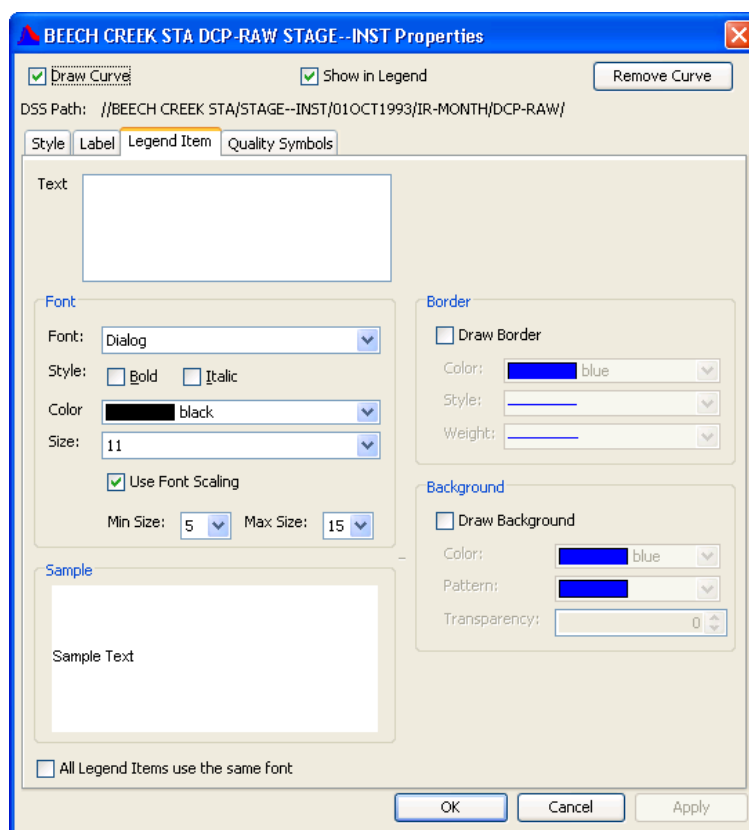 BEECH CREEK STA DCP-RAW STAGE--INST Properties
Draw Curve Show in Legend Remove Curve
DSS Path: //BEECH CREEK STA/STAGE--INST/01OCT1993/IR-MONTH/DCP-RAW/
Style Label Legend Item Quality Symbols
Text
Font
Font: Dialog
Style: Bold Italic
Color black
Size: 11
Use Font Scaling
Min Size: 5 Max Size: 15
Border
Draw Border
Color: blue
Style:
Weight:
Background
Draw Background
Color: blue
Pattern:
Transparency: 0
Sample
Sample Text
All Legend Items use the same font
OK Cancel Apply